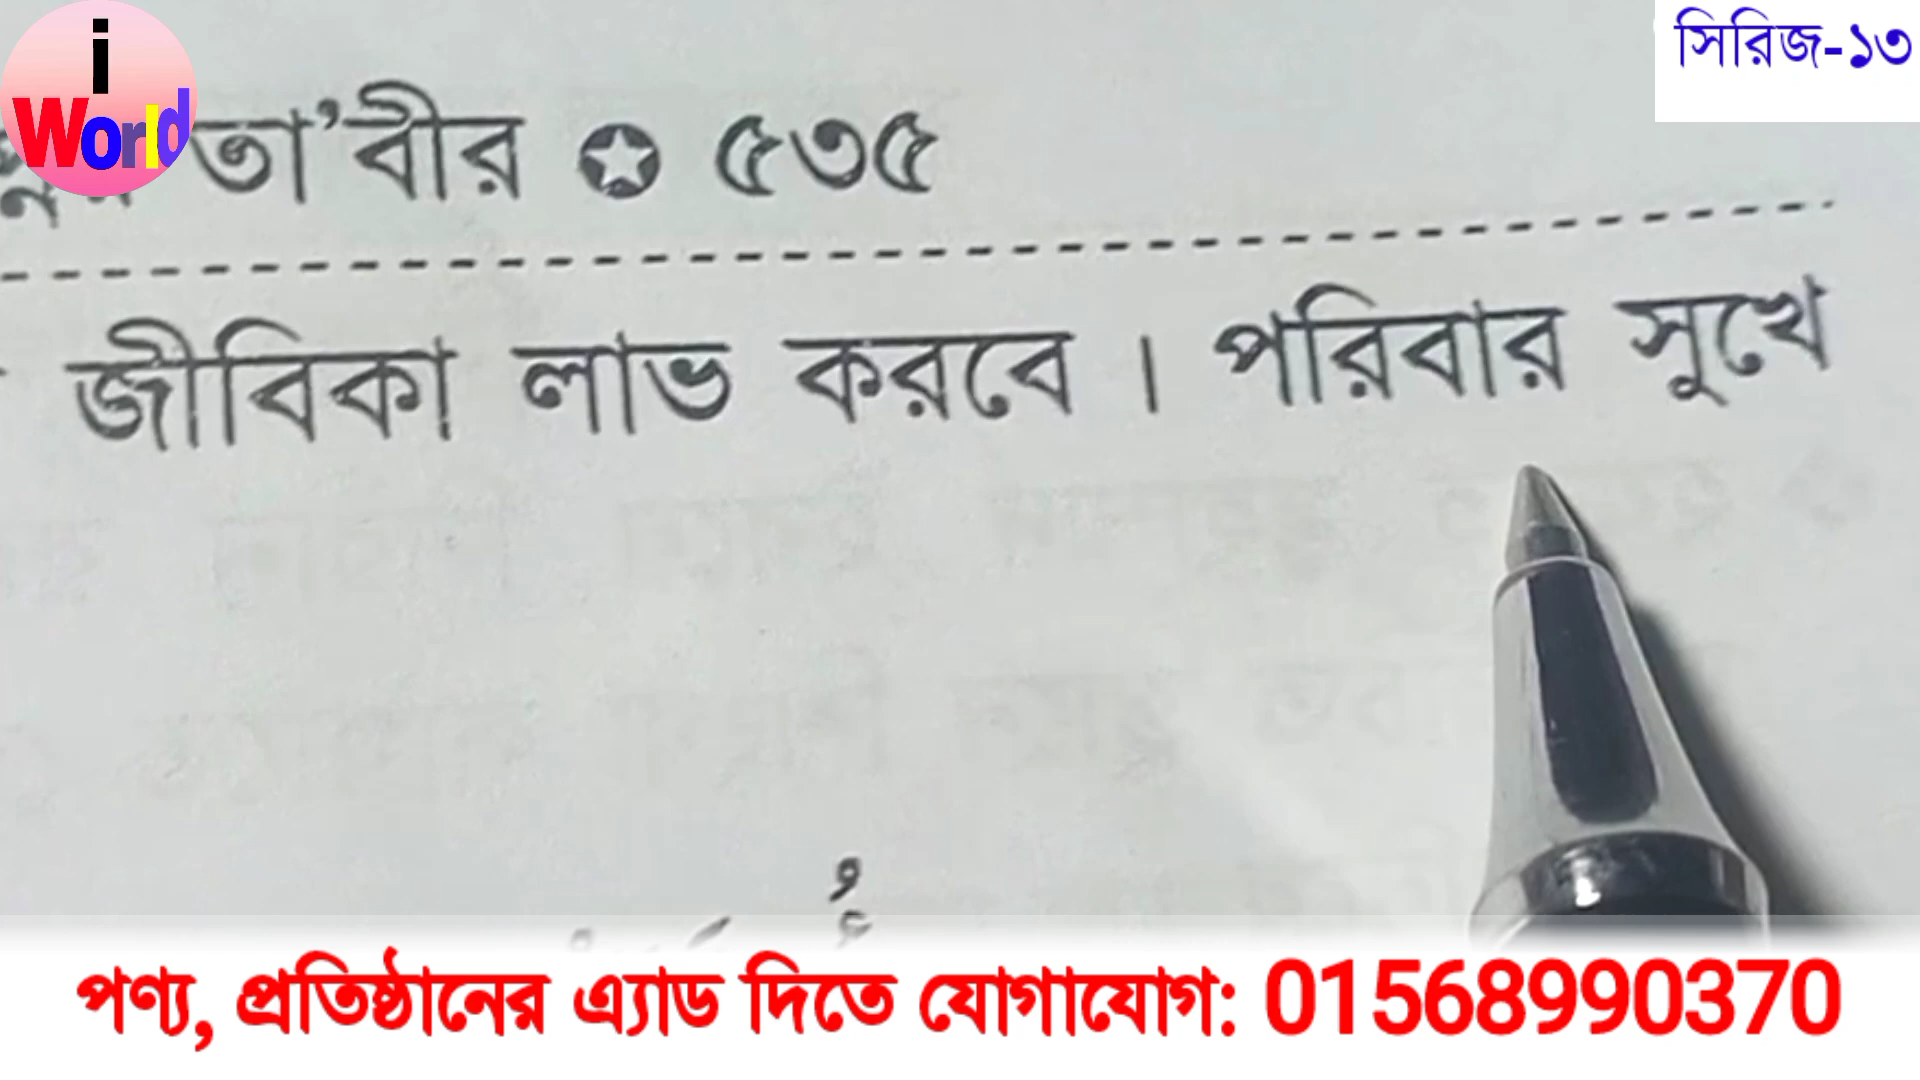 i
World
সিরিজ-১৩
তা'বীর ✪ ৫৩৫
জীবিকা লাভ করবে। পরিবার সুখে
পণ্য, প্রতিষ্ঠানের এ্যাড দিতে যোগাযোগ: 01568990370